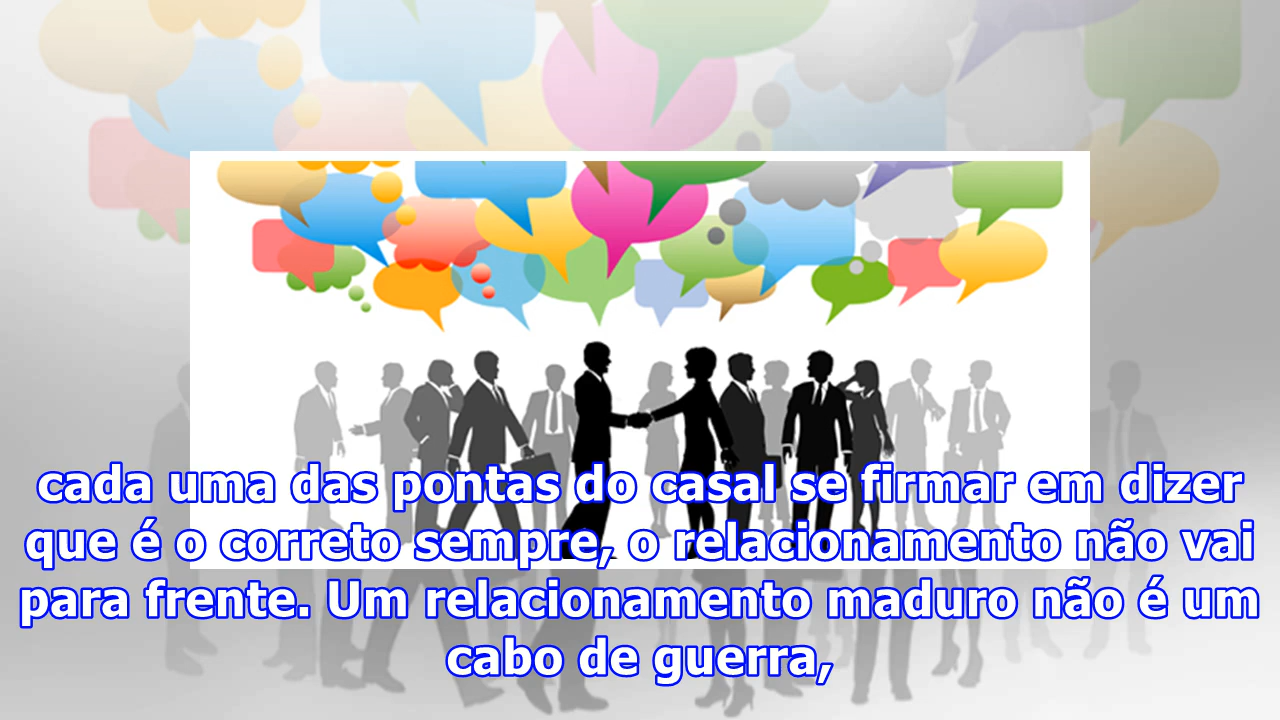 cada uma das pontas do casal se firmar em dizer
que é o correto sempre, o relacionamento não vai
para frente. Um relacionamento maduro não é um
cabo de guerra,